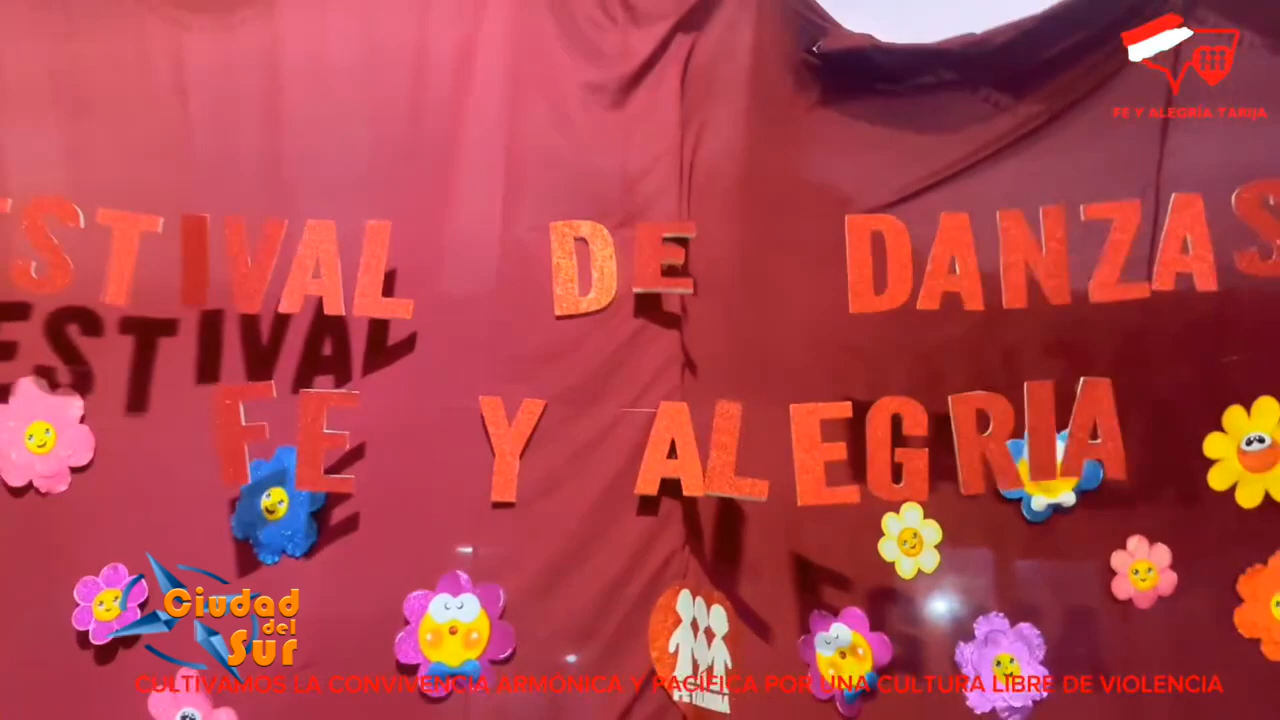 FE Y ALEGRÍA TARIJA
ESTIVAL DE DANZAS
FE Y ALEGRIA
Ciudad
del
Sur
CULTIVAMOS LA CONVIVENCIA ARMÓNICA Y PACÍFICA POR UNA CULTURA LIBRE DE VIOLENCIA